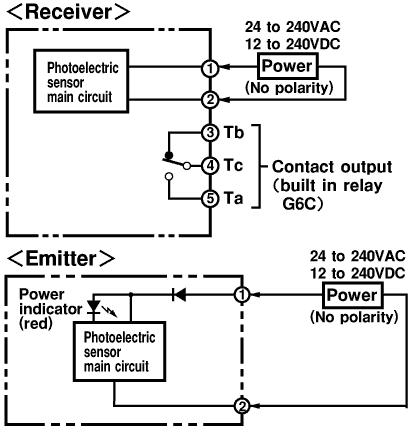 <Receiver>
24 to 240VAC
12 to 240VDC
Photoelectric
sensor
main circuit
1
Power
2
(No polarity)
3 Tb
4 Tc
5 Ta
Contact output
(built in relay
G6C)
<Emitter>
24 to 240VAC
12 to 240VDC
Power
indicator
(red)
1
Power
(No polarity)
Photoelectric
sensor
main circuit
2